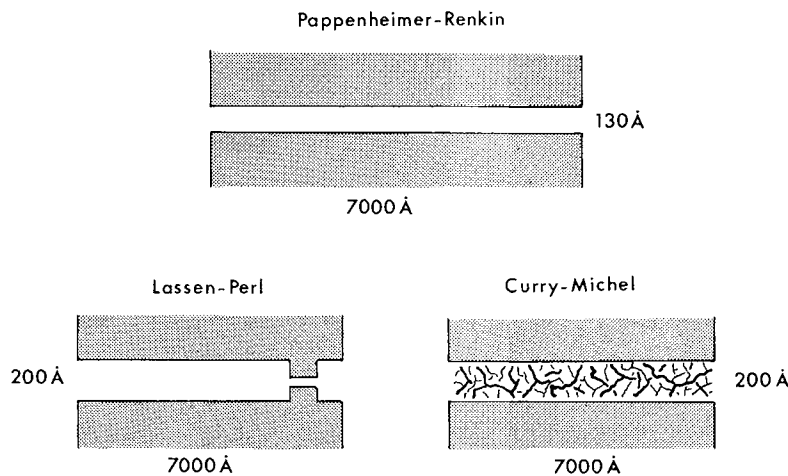 Pappenheimer-Renkin
130 Å
7000 Å
Lassen-Perl
Curry-Michel
200 Å
200 Å
7000 Å
7000 Å